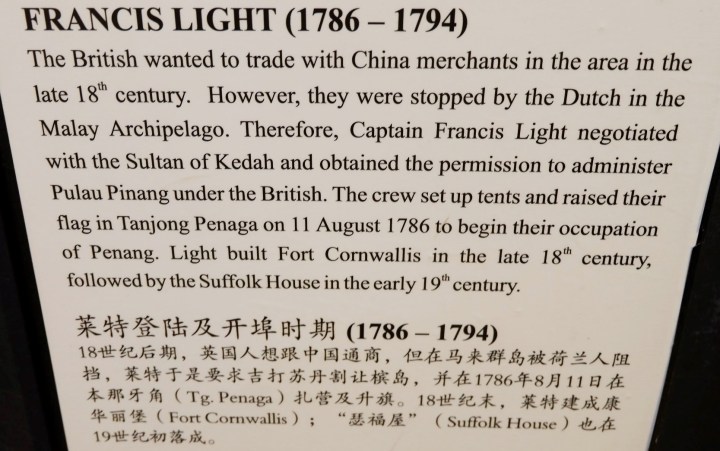 FRANCIS LIGHT (1786 – 1794)
The British wanted to trade with China merchants in the area in the
late 18th century. However, they were stopped by the Dutch in the
Malay Archipelago. Therefore, Captain Francis Light negotiated
with the Sultan of Kedah and obtained the permission to administer
Pulau Pinang under the British. The crew set up tents and raised their
flag in Tanjong Penaga on 11 August 1786 to begin their occupation
of Penang. Light built Fort Cornwallis in the late 18th century,
followed by the Suffolk House in the early 19th century.
莱特登陆及开埠时期 (1786 – 1794)
18世纪后期，英国人想跟中国通商，但在马来群岛被荷兰人阻
挡，莱特于是要求吉打苏丹割让槟岛，并在1786年8月11日在
本那牙角（Tg. Penaga）扎营及升旗。18世纪末，莱特建成康
华丽堡（Fort Cornwallis）；“瑟福屋”（Suffolk House）也在
19世纪初落成。